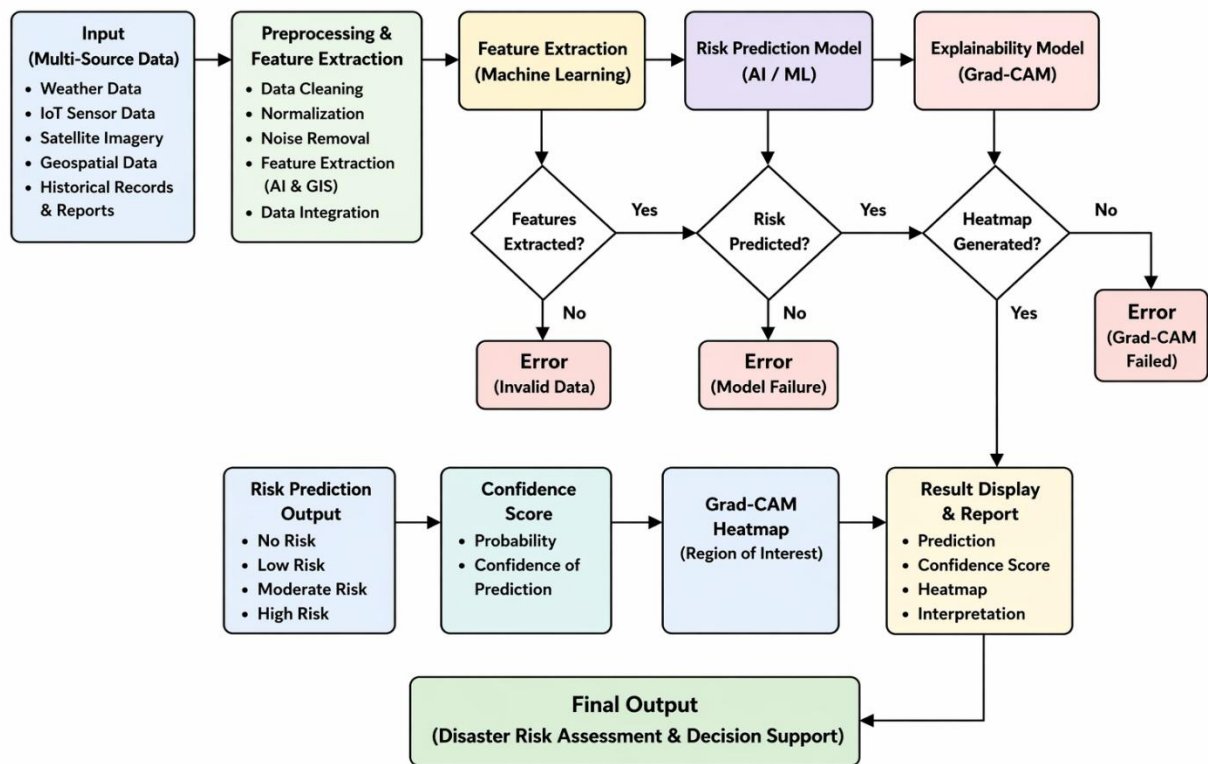 Input
(Multi-Source Data)
• Weather Data
• IoT Sensor Data
• Satellite Imagery
• Geospatial Data
• Historical Records
& Reports
Preprocessing &
Feature Extraction
• Data Cleaning
• Normalization
• Noise Removal
• Feature Extraction
(AI & GIS)
• Data Integration
Feature Extraction
(Machine Learning)
Risk Prediction Model
(AI / ML)
Explainability Model
(Grad-CAM)
Features
Extracted?
Yes
Risk
Predicted?
Yes
Heatmap
Generated?
No
No
Error
(Invalid Data)
No
Error
(Model Failure)
Yes
Error
(Grad-CAM
Failed)
Risk Prediction
Output
• No Risk
• Low Risk
• Moderate Risk
• High Risk
Confidence
Score
• Probability
• Confidence of
Prediction
Grad-CAM
Heatmap
(Region of Interest)
Result Display
& Report
• Prediction
• Confidence Score
• Heatmap
• Interpretation
Final Output
(Disaster Risk Assessment & Decision Support)